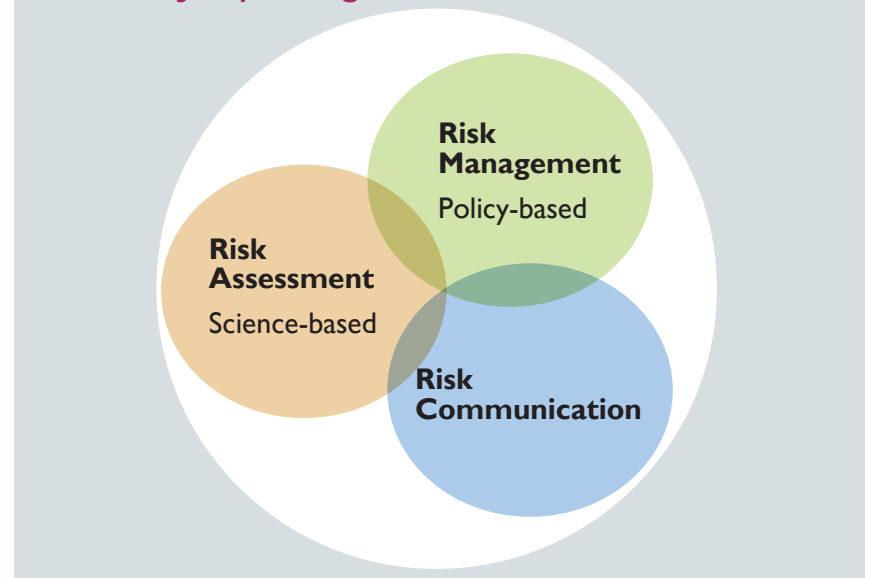 Risk
Management
Policy-based
Risk
Assessment
Science-based
Risk
Communication